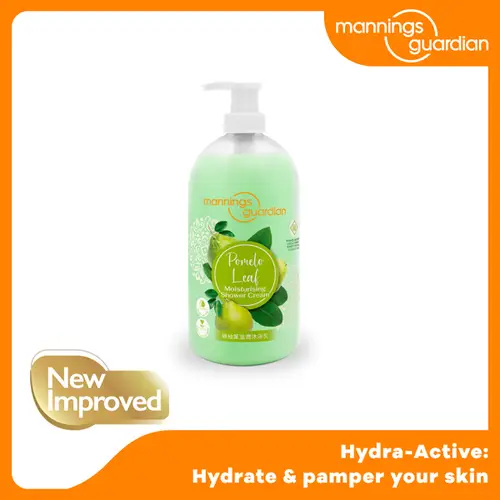 mannings
guardian
mannings
guardian
Pomelo
Leaf
Moisturising
Shower Cream
New
Improved
Hydra-Active:
Hydrate & pamper your skin